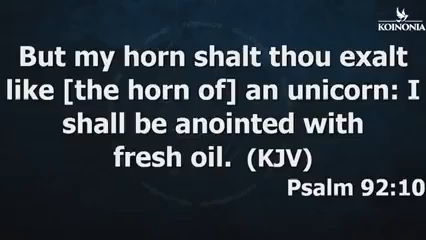 KOINONIA
But my horn shalt thou exalt
like [the horn of] an unicorn: I
shall be anointed with
fresh oil. (KJV)
Psalm 92:10